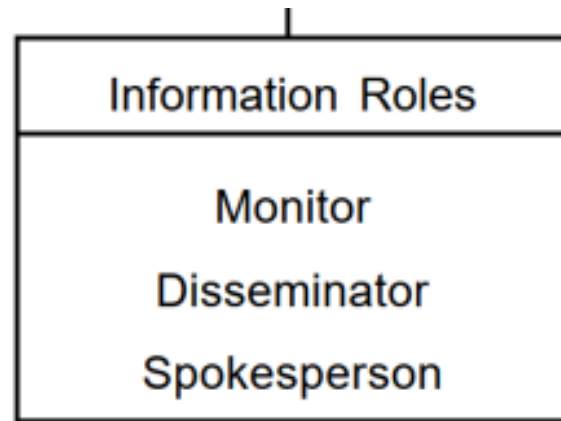 Information Roles
Monitor
Disseminator
Spokesperson